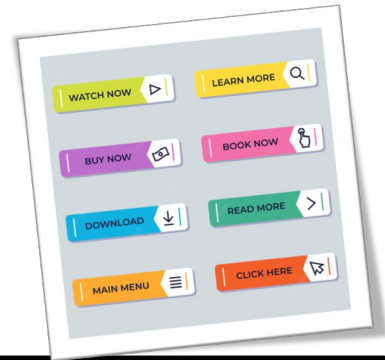 WATCH NOW
LEARN MORE
BUY NOW
BOOK NOW
DOWNLOAD
READ MORE
MAIN MENU
CLICK HERE